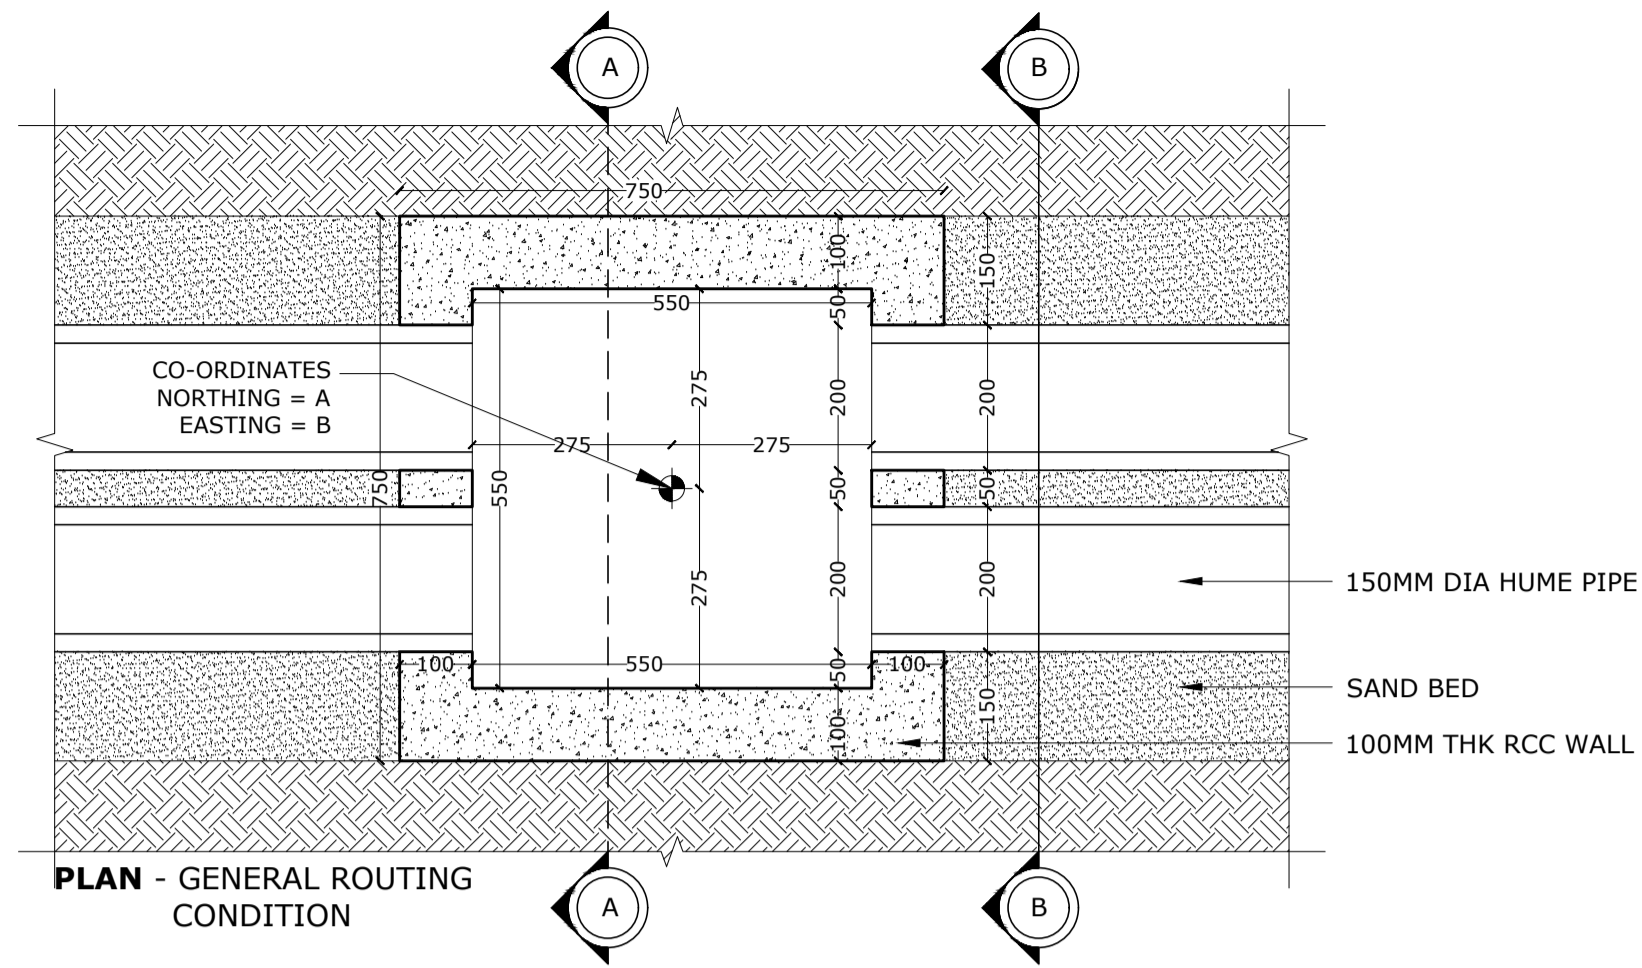 A
B
750
100
150
550
50
CO-ORDINATES
NORTHING = A
EASTING = B
275
200
200
275
275
750
550
50
50
275
200
200
150MM DIA HUME PIPE
100
550
50
100
SAND BED
150
100
100MM THK RCC WALL
PLAN - GENERAL ROUTING
CONDITION
A
B